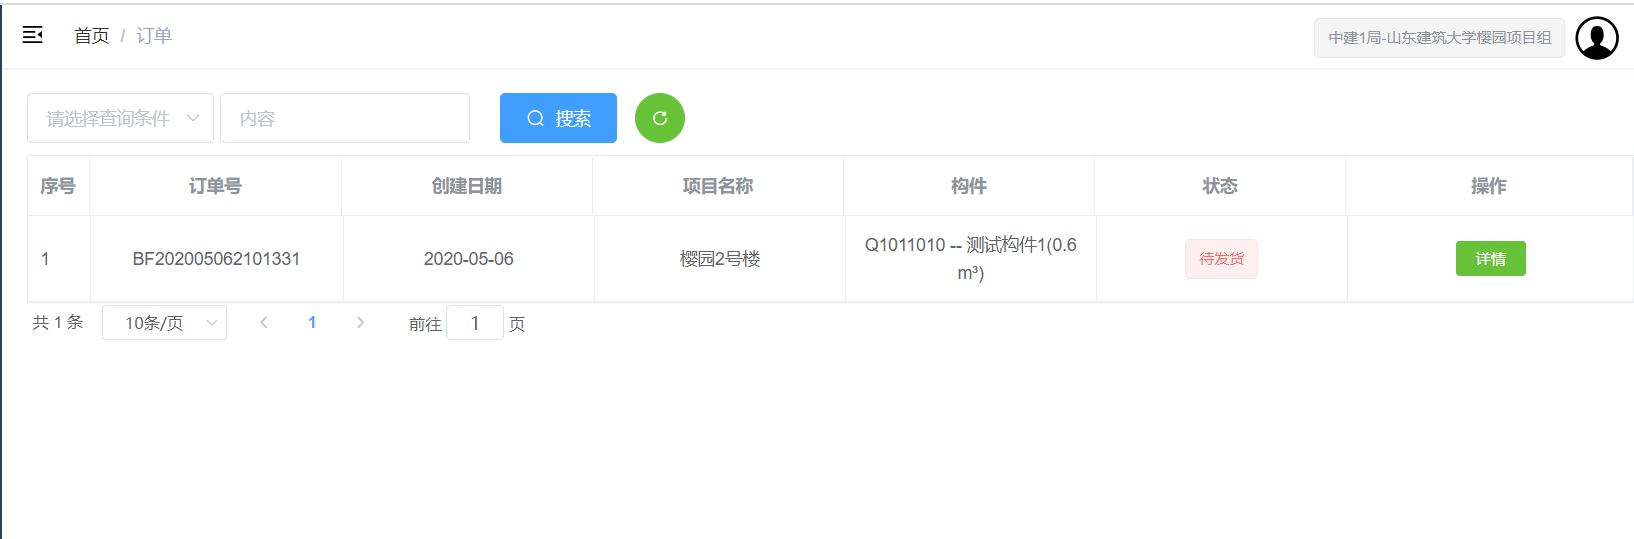 首页 / 订单
中建1局-山东建筑大学樱园项目组
请选择查询条件
内容
搜索
序号 订单号 创建日期 项目名称 构件 状态 操作
1 BF202005062101331 2020-05-06 樱园2号楼 Q1011010 -- 测试构件1(0.6
m³) 待发货 详情
共 1 条 10条/页 1 前往 1 页